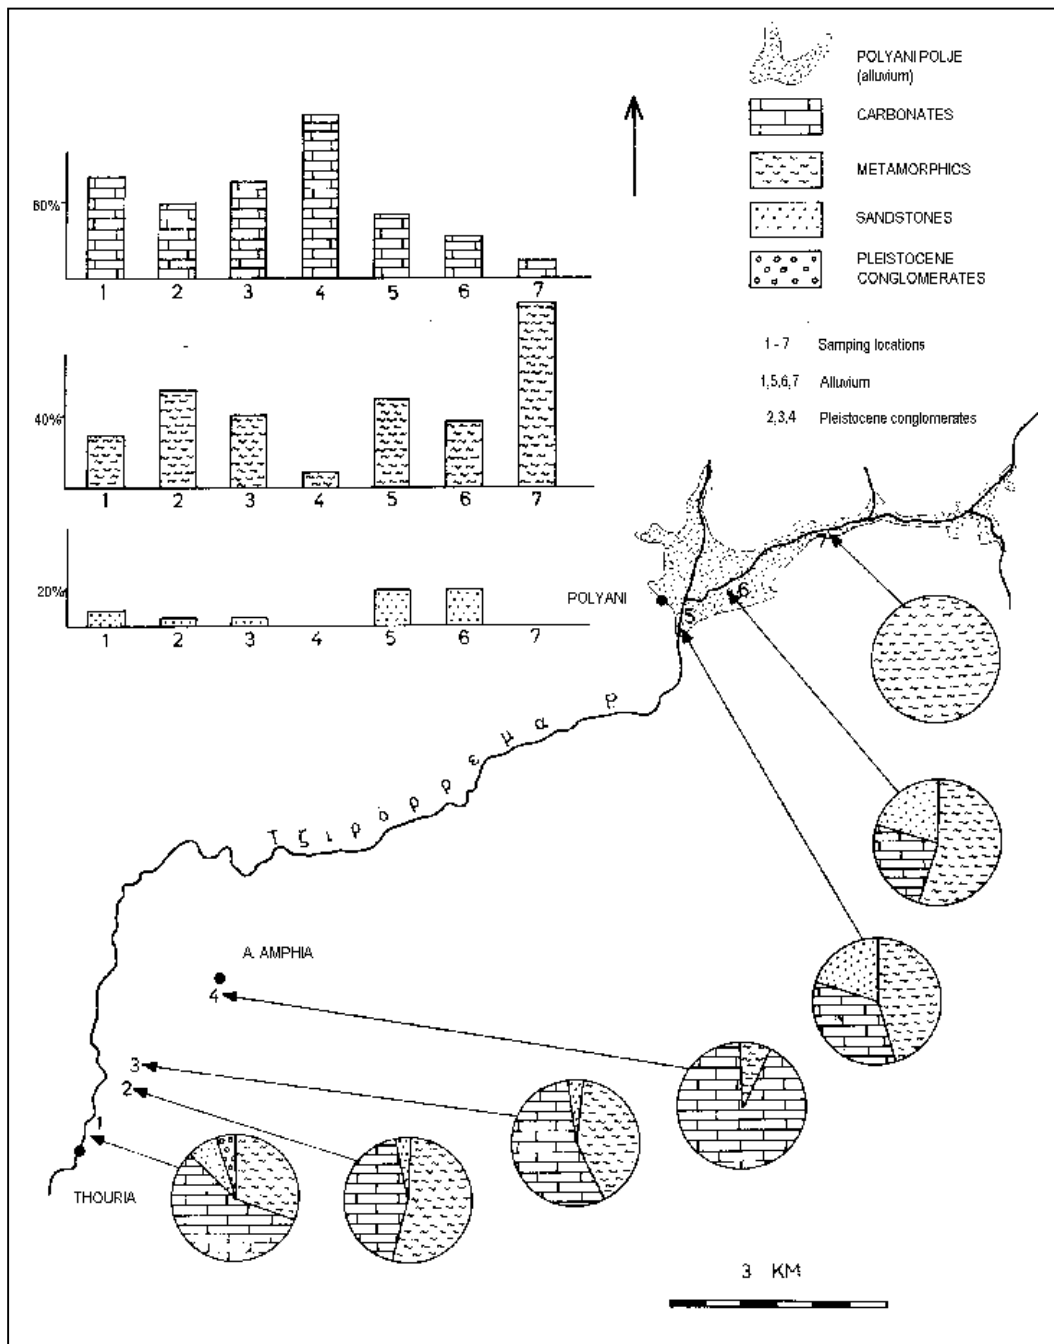 POLYANI POLJE
(alluvium)
CARBONATES
METAMORPHICS
SANDSTONES
PLEISTOCENE
CONGLOMERATES
1 - 7 Samping locations
1,5,6,7 Alluvium
2,3,4 Pleistocene conglomerates
60%
1 2 3 4 5 6 7
40%
1 2 3 4 5 6 7
20%
1 2 3 4 5 6 7
POLYANI
7
6
5
Τζιρόρρεμα Ρ
A. AMPHIA
4
3
2
1
THOURIA
3 KM